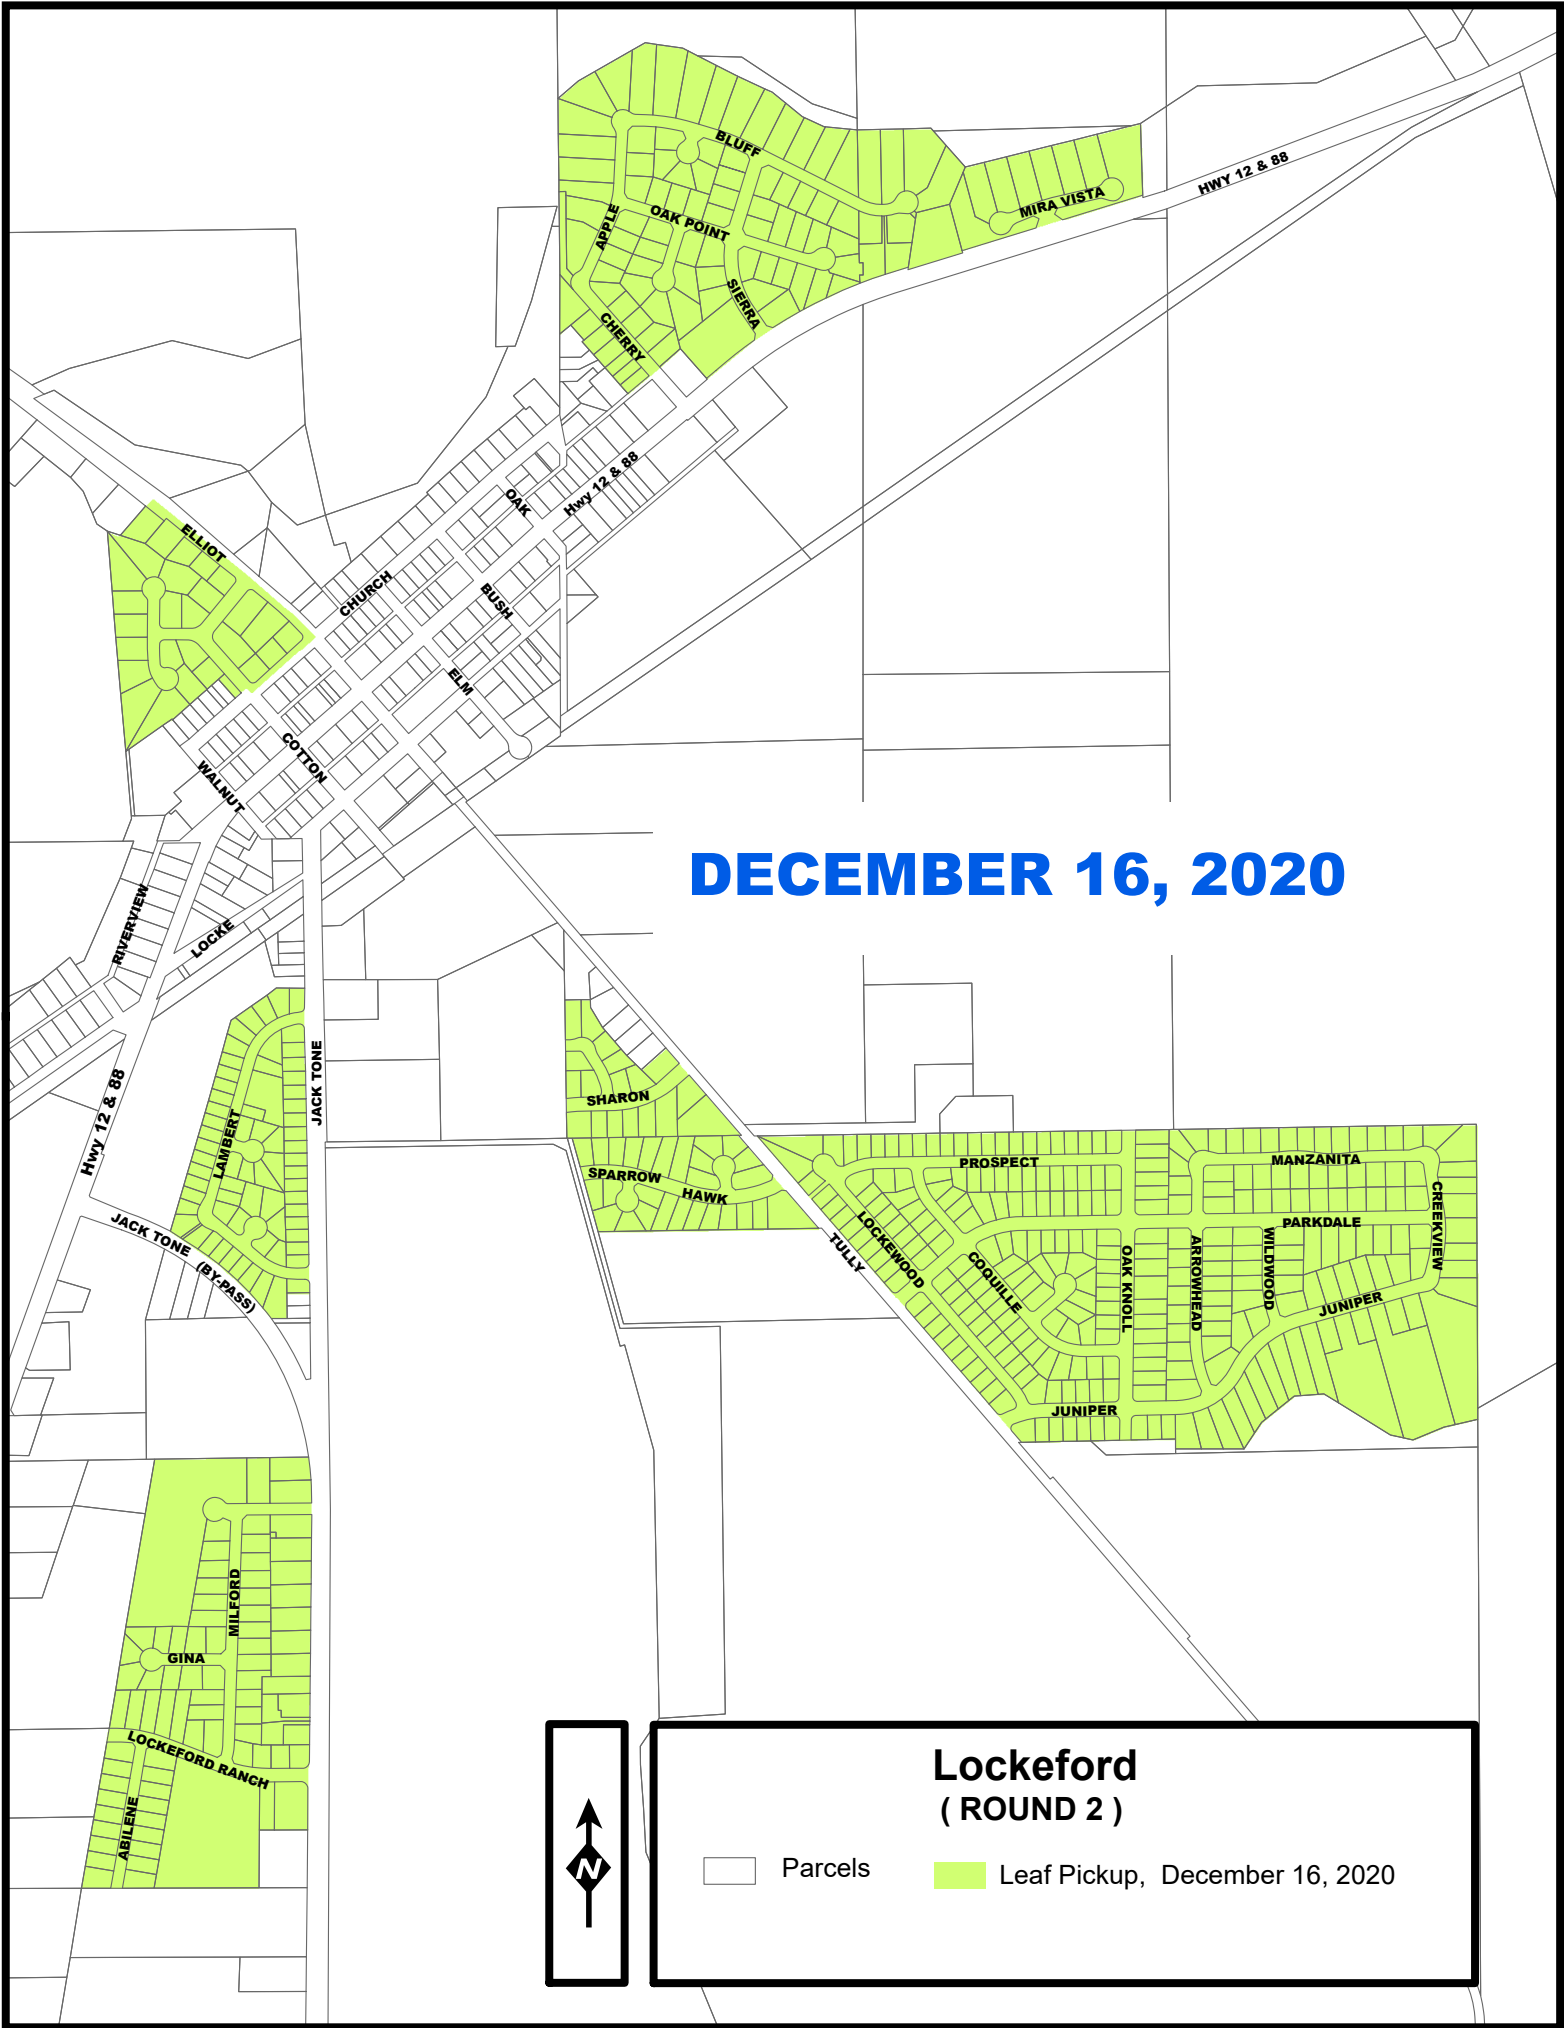 BLUFF
MIRA VISTA
HWY 12 & 88
APPLE
OAK POINT
SIERRA
CHERRY
Hwy 12 & 88
OAK
ELLIOT
CHURCH
BUSH
ELM
COTTON
WALNUT
DECEMBER 16, 2020
RIVERVIEW
LOCKE
JACK TONE
Hwy 12 & 88
LAMBERT
SHARON
SPARROW
HAWK
PROSPECT
MANZANITA
CREEKVIEW
PARKDALE
LOCKEWOOD
TULLY
COQUILLE
OAK KNOLL
ARROWHEAD
WILDWOOD
JUNIPER
JACK TONE
(BY-PASS)
JUNIPER
MILFORD
GINA
LOCKEFORD RANCH
ABILENE
N
Lockeford
( ROUND 2 )
Parcels
Leaf Pickup, December 16, 2020